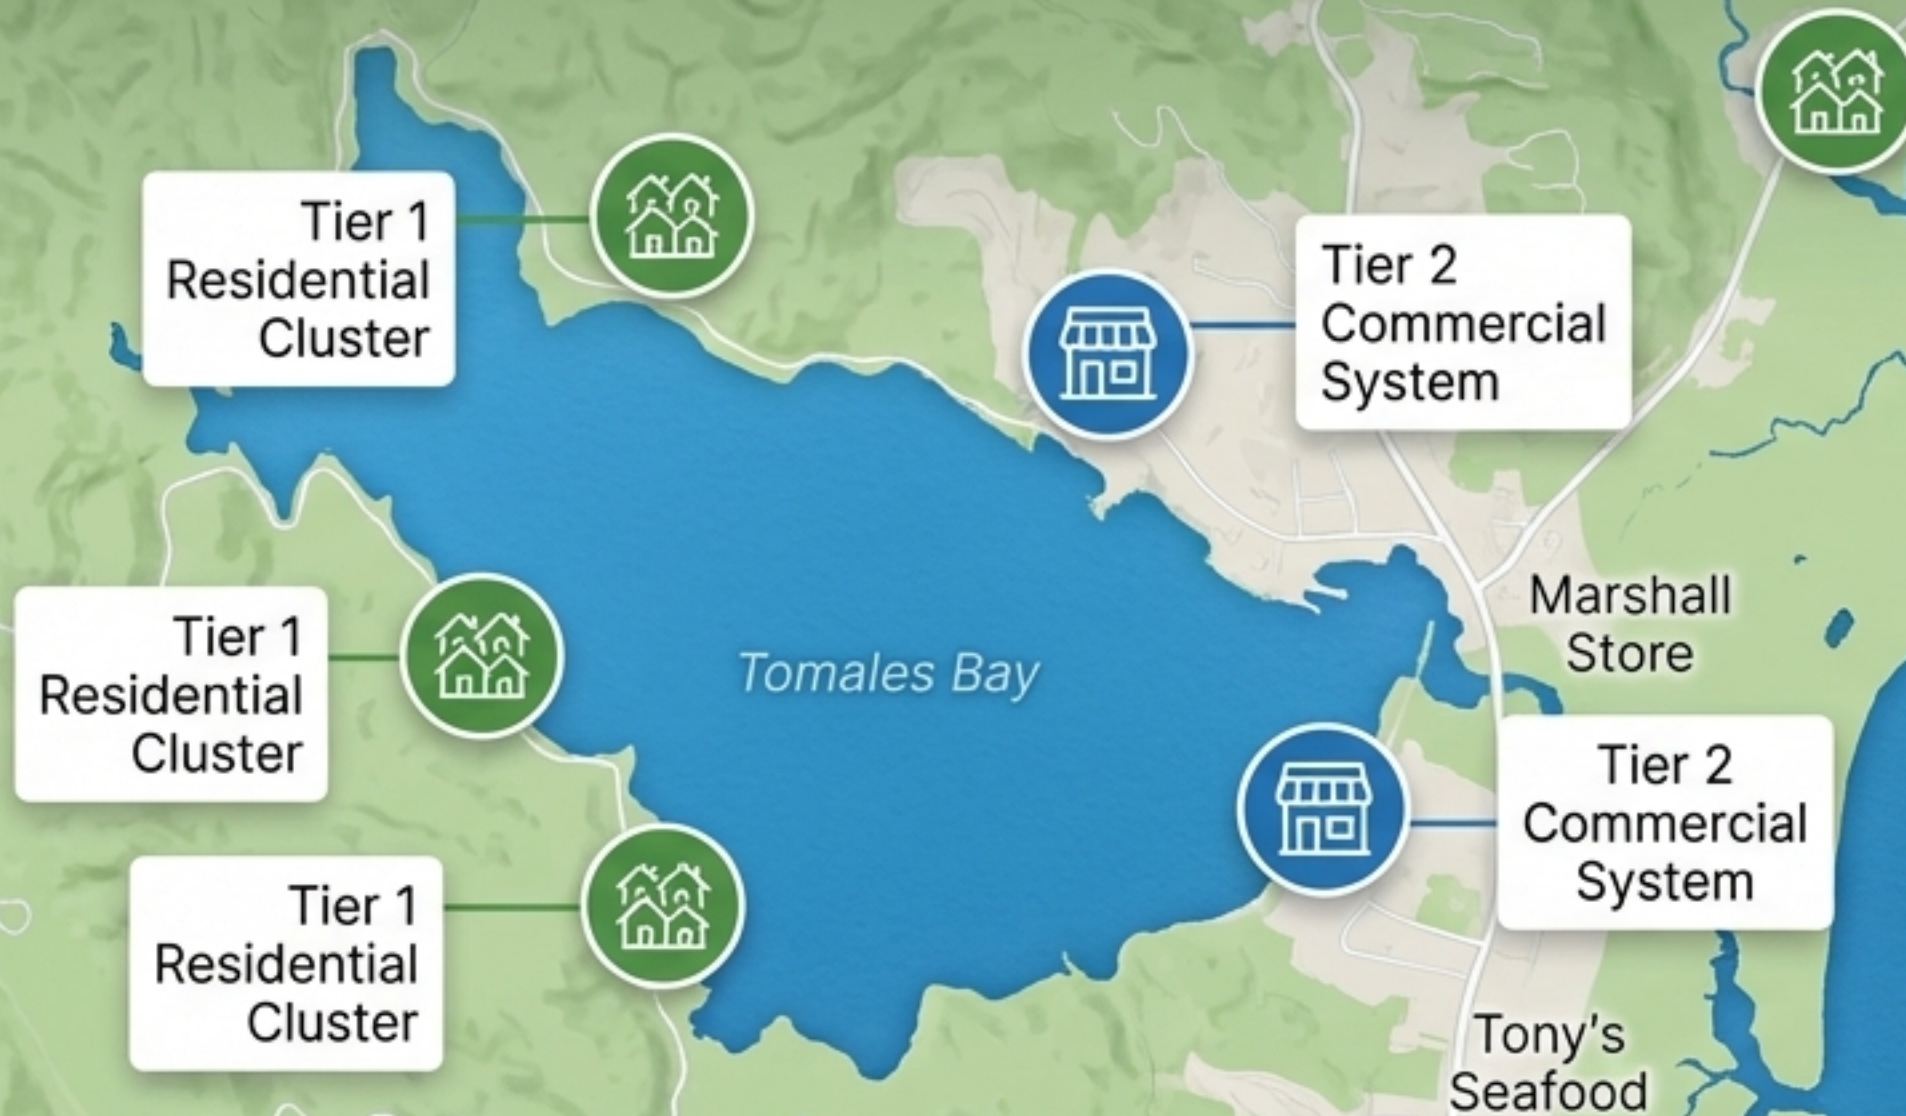 Tier 1
Residential
Cluster
Tier 2
Commercial
System
Tier 1
Residential
Cluster
Tomales Bay
Marshall
Store
Tier 2
Commercial
System
Tier 1
Residential
Cluster
Tony's
Seafood